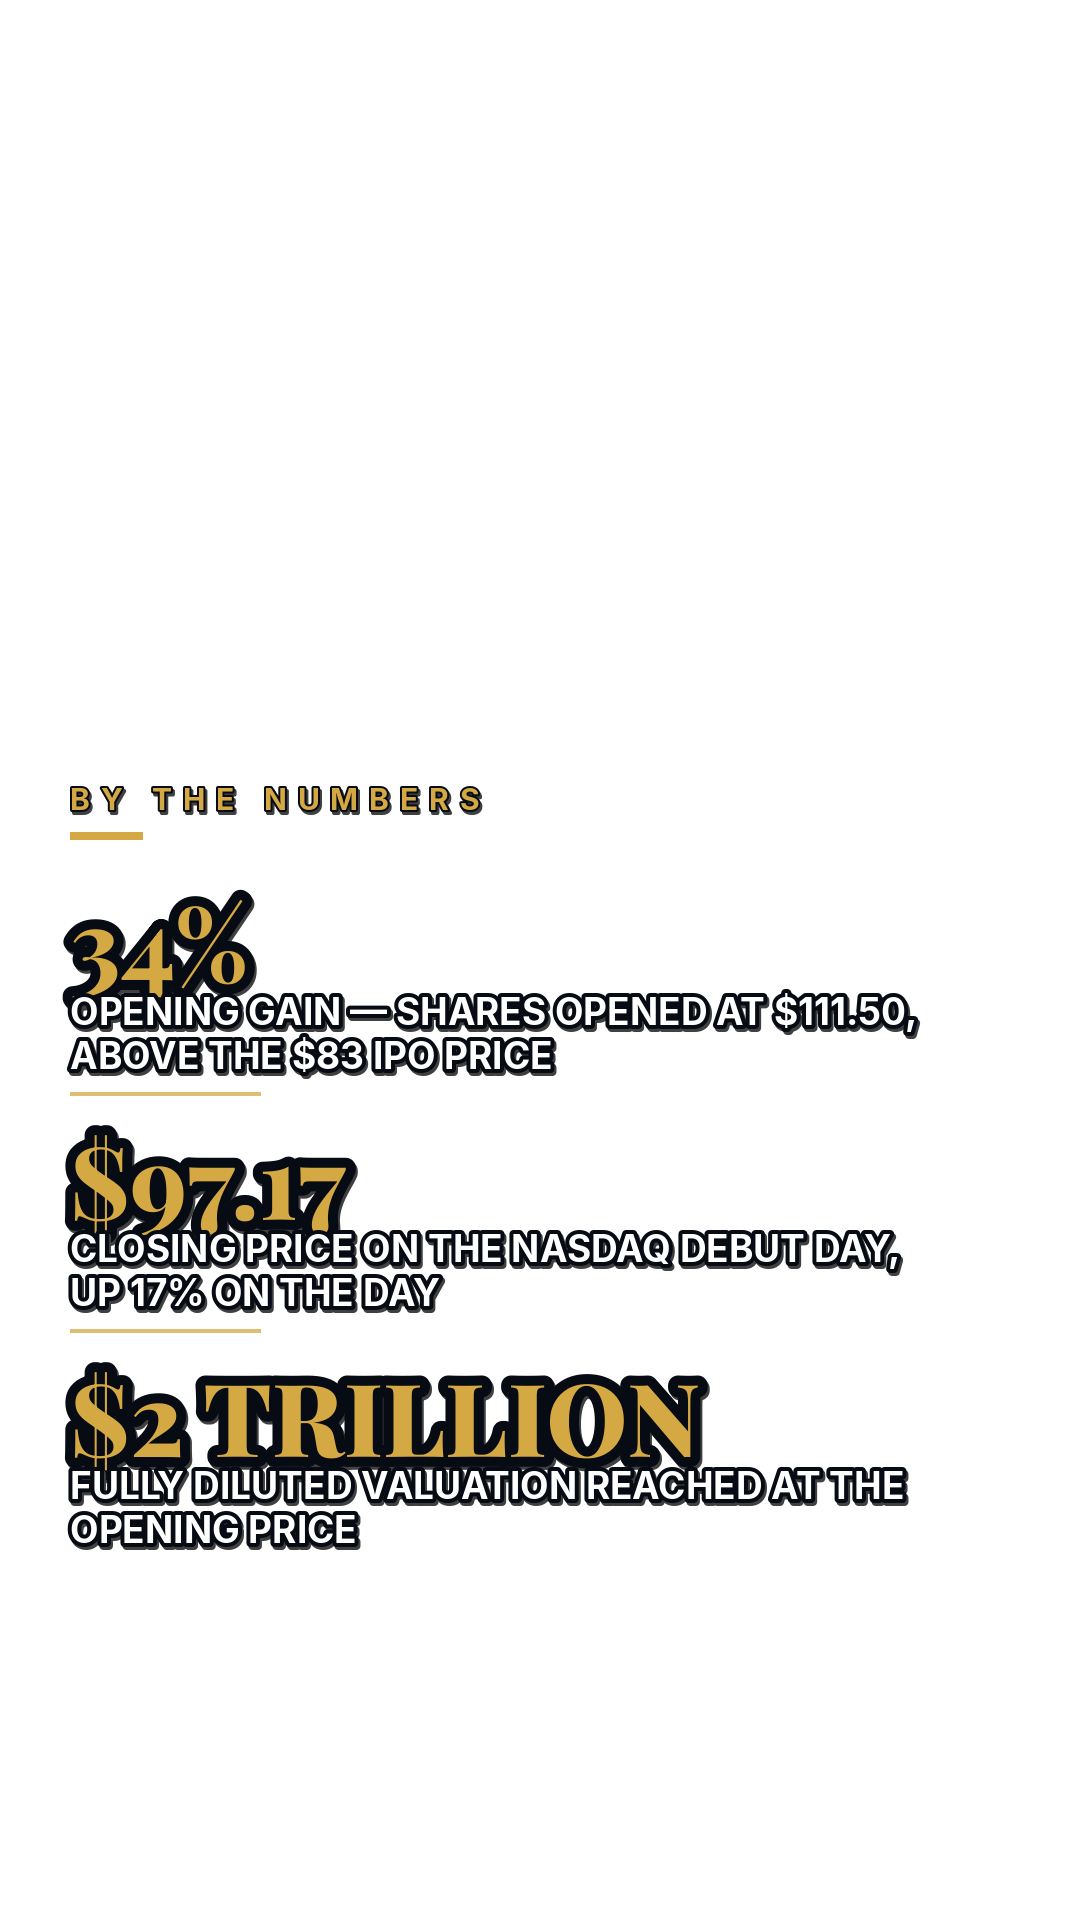 BY THE NUMBERS
34%
OPENING GAIN — SHARES OPENED AT $111.50,
ABOVE THE $83 IPO PRICE
$97.17
CLOSING PRICE ON THE NASDAQ DEBUT DAY,
UP 17% ON THE DAY
$2 TRILLION
FULLY DILUTED VALUATION REACHED AT THE
OPENING PRICE